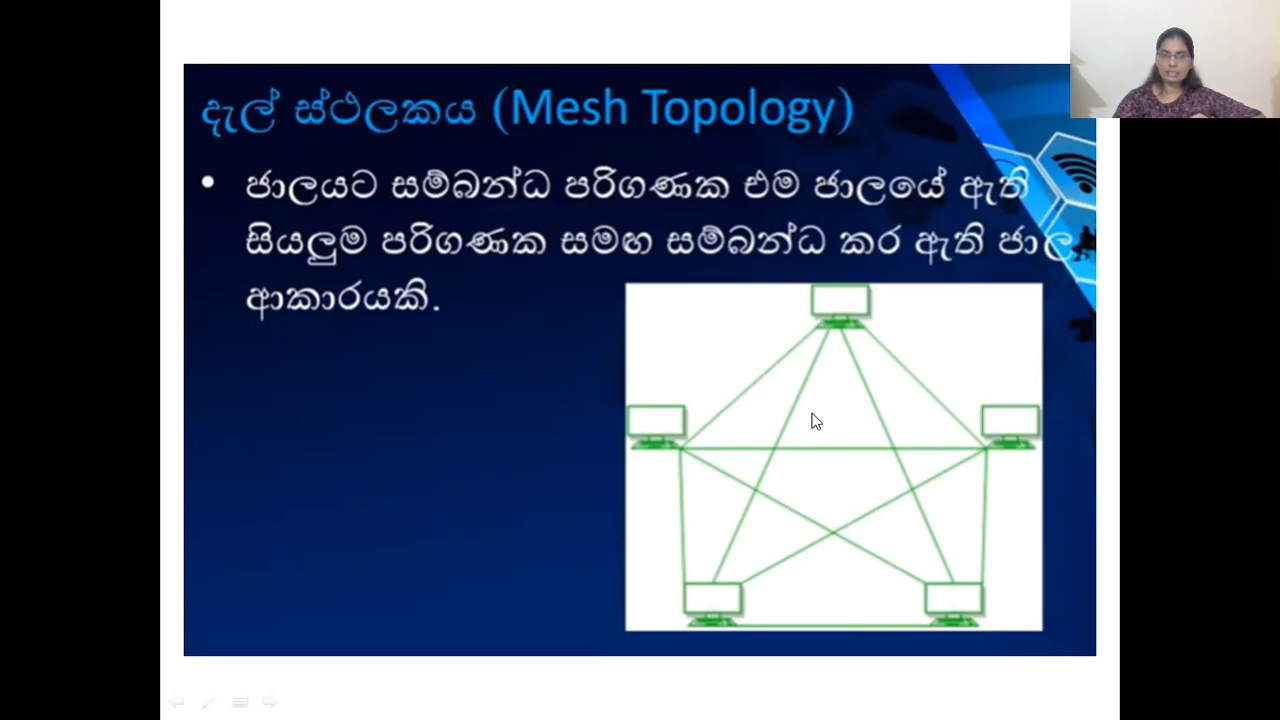 දැල් ස්ථලකය (Mesh Topology)
• ජාලයට සම්බන්ධ පරිගණක එම ජාලයේ ඇති
සියලුම පරිගණක සමඟ සම්බන්ධ කර ඇති ජාල
ආකාරයකි.